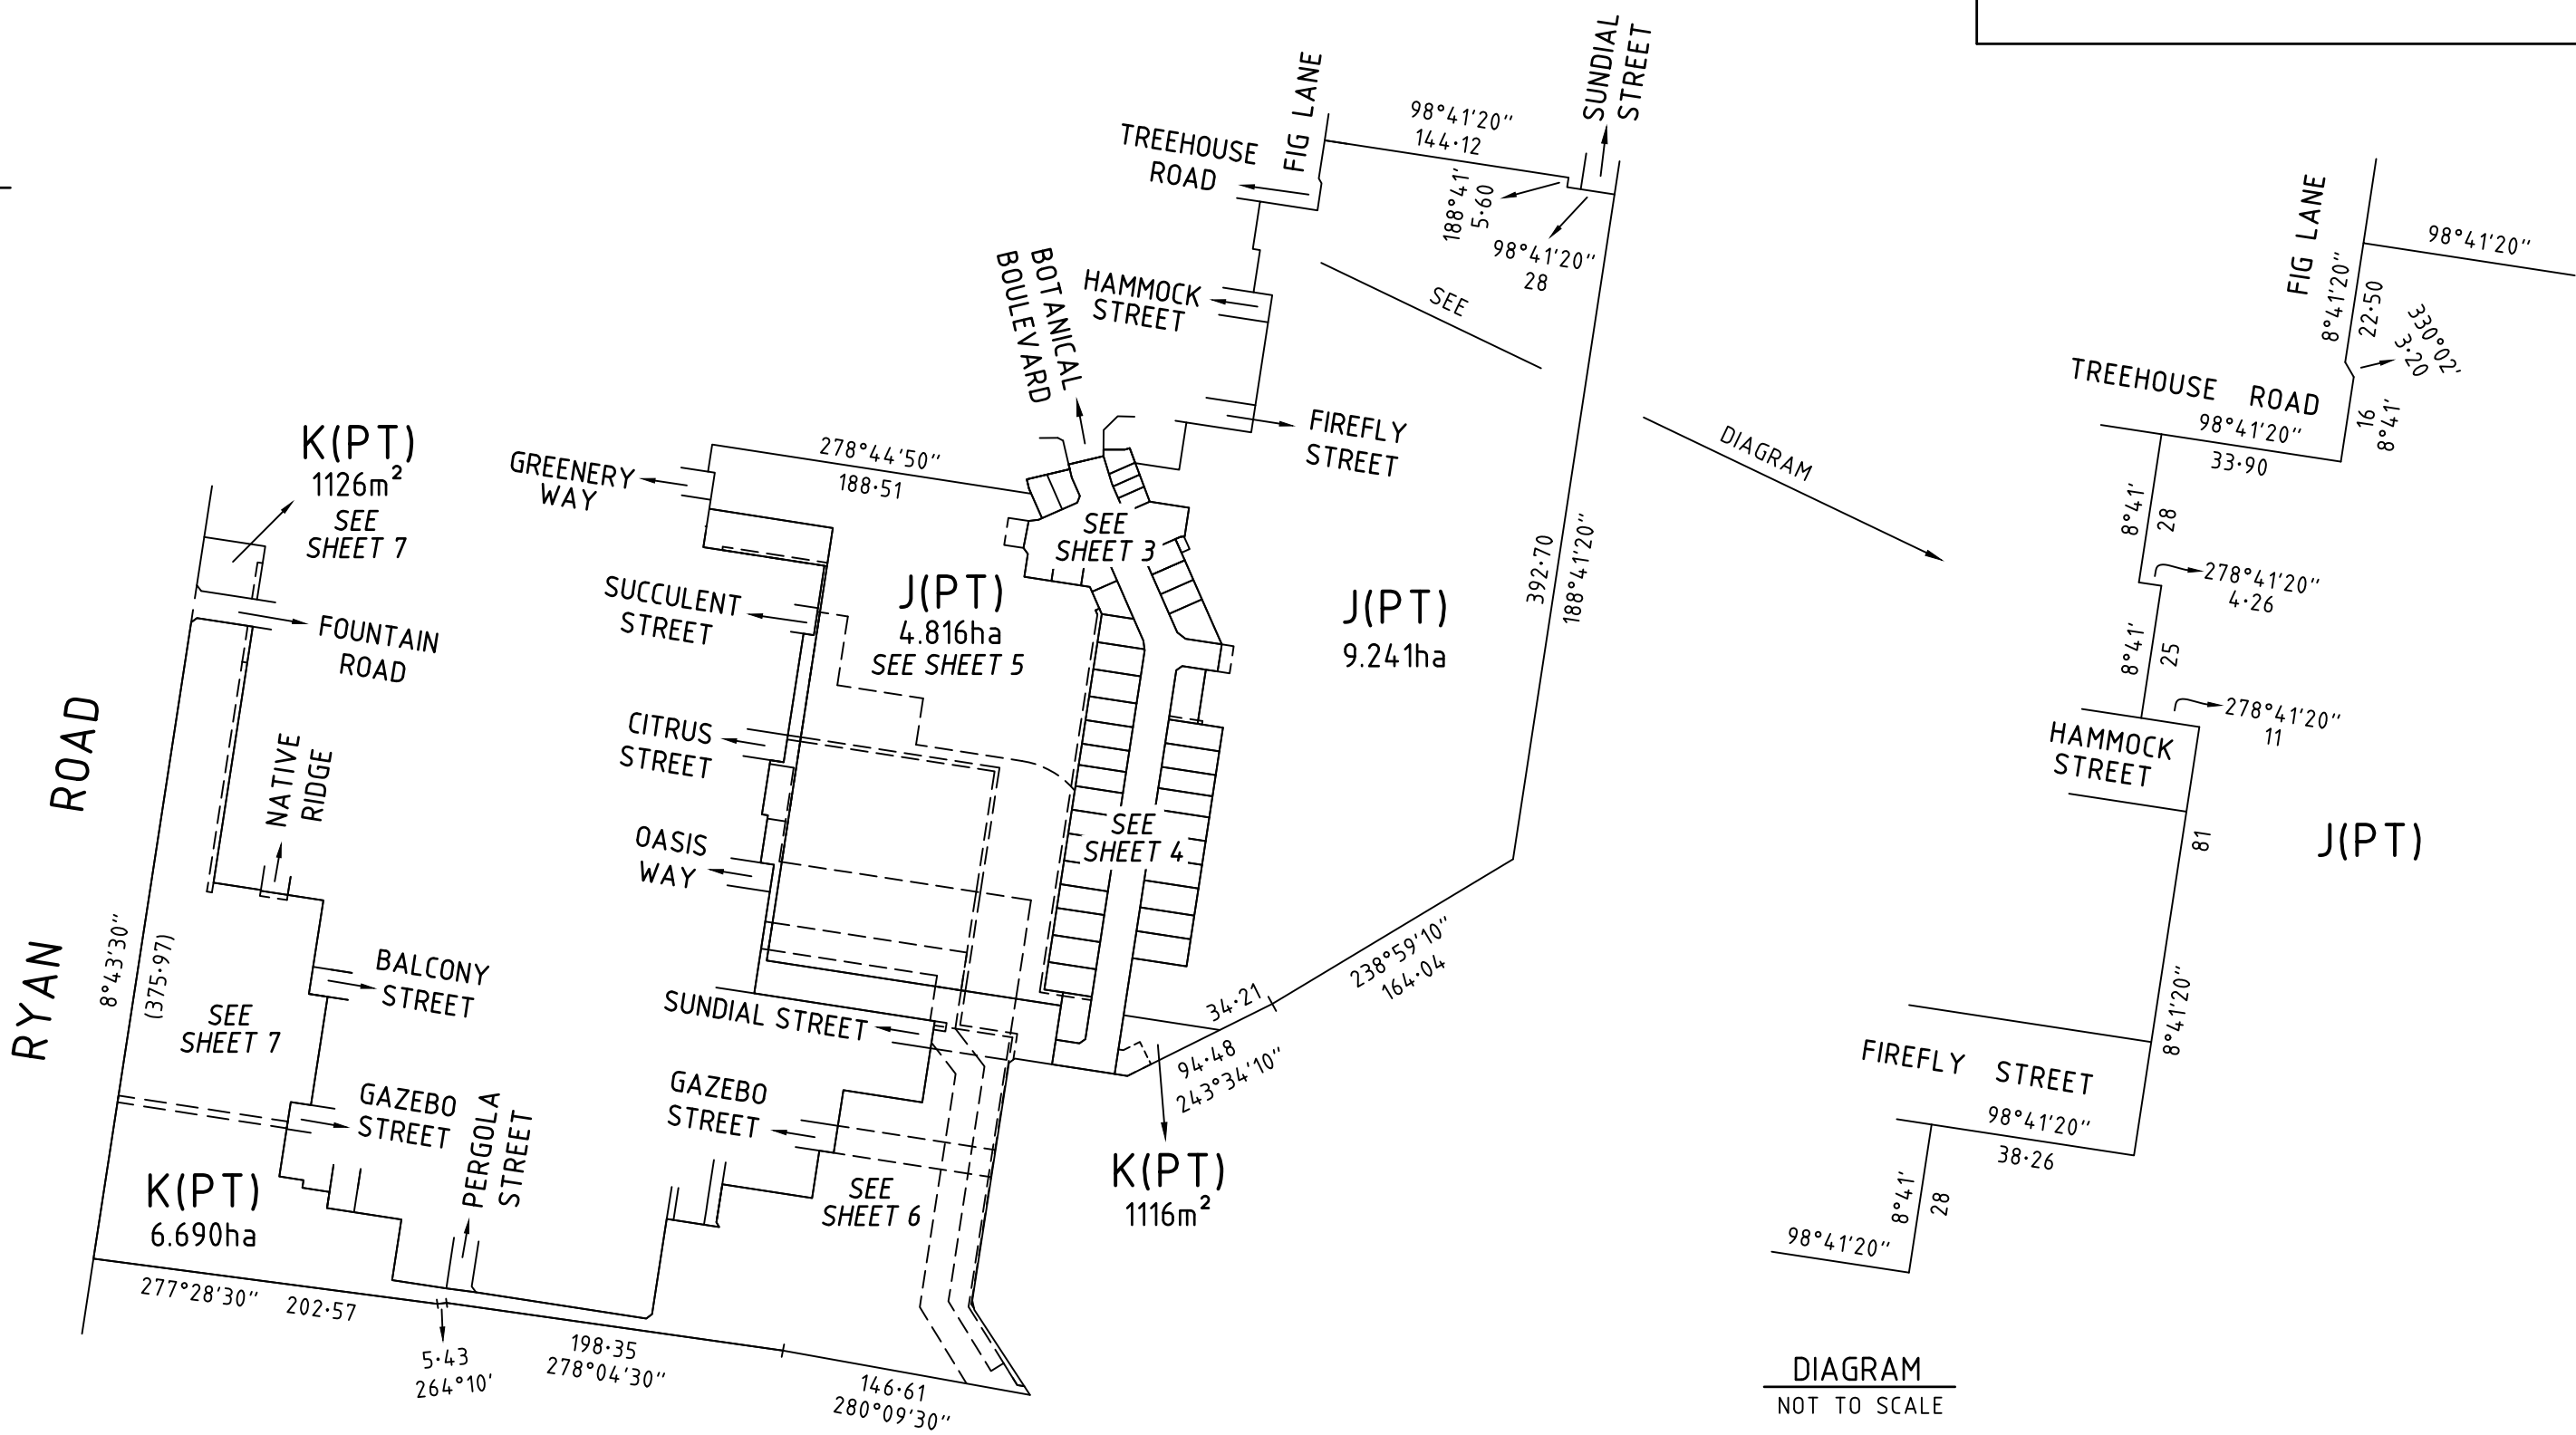 SUNDIAL
STREET
FIG LANE
98°41'20"
144·12
TREEHOUSE
ROAD
188°41'
5·60
98°41'20"
28
BOTANICAL
BOULEVARD
HAMMOCK
STREET
SEE
DIAGRAM
FIREFLY
STREET
K(PT)
1126m²
SEE
SHEET 7
GREENERY
WAY
278°44'50"
188·51
SEE
SHEET 3
392·70
188°41'20"
SUCCULENT
STREET
J(PT)
4.816ha
SEE SHEET 5
J(PT)
9.241ha
FOUNTAIN
ROAD
RYAN ROAD
NATIVE
RIDGE
CITRUS
STREET
OASIS
WAY
SEE
SHEET 4
8°43'30"
(375·97)
BALCONY
STREET
SEE
SHEET 7
SUNDIAL STREET
34·21
238°59'10"
164·04
94·48
243°34'10"
GAZEBO
STREET
PERGOLA
STREET
GAZEBO
STREET
K(PT)
6.690ha
SEE
SHEET 6
K(PT)
1116m²
277°28'30" 202·57
5·43
264°10'
198·35
278°04'30"
146·61
280°09'30"
FIG LANE
98°41'20"
8°41'20"
22·50
330°02'
3·20
TREEHOUSE ROAD
98°41'20"
33·90
16
8°41'
8°41'
28
278°41'20"
4·26
8°41'
25
278°41'20"
11
HAMMOCK
STREET
81
8°41'20"
J(PT)
FIREFLY STREET
98°41'20"
38·26
8°41'
28
98°41'20"
DIAGRAM
NOT TO SCALE